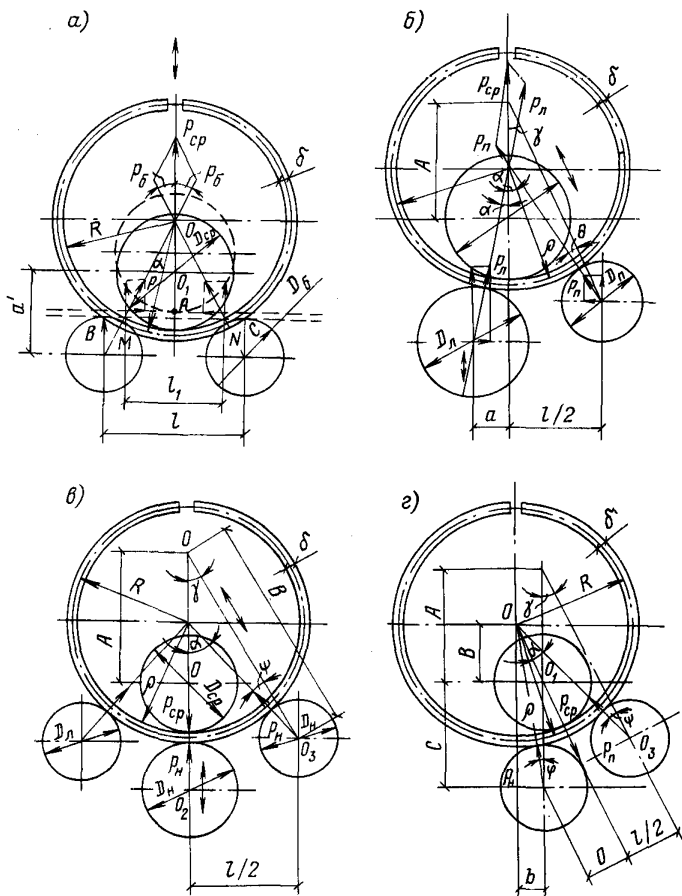 а)
P_ср
P_б P_б
δ
R
O
D_ср
α
ρ
O_1
D_б
a'
B
M
N
C
l_1
l
б)
P_ср
P_л
δ
A
P_п
γ
α
α
ρ
B
P_л
P_п
D_п
D_л
a
l/2
в)
O
δ
R
γ
B
A
α
O
ρ
D_ср
ψ
P_ср
P_н
D_н
D_л
P_н
D_н
O_2
O_3
l/2
г)
δ
R
A
γ
O
B
α
O_1
ρ
P_ср
ψ
C
P_н
ψ
P_п
O_3
O
l/2
b